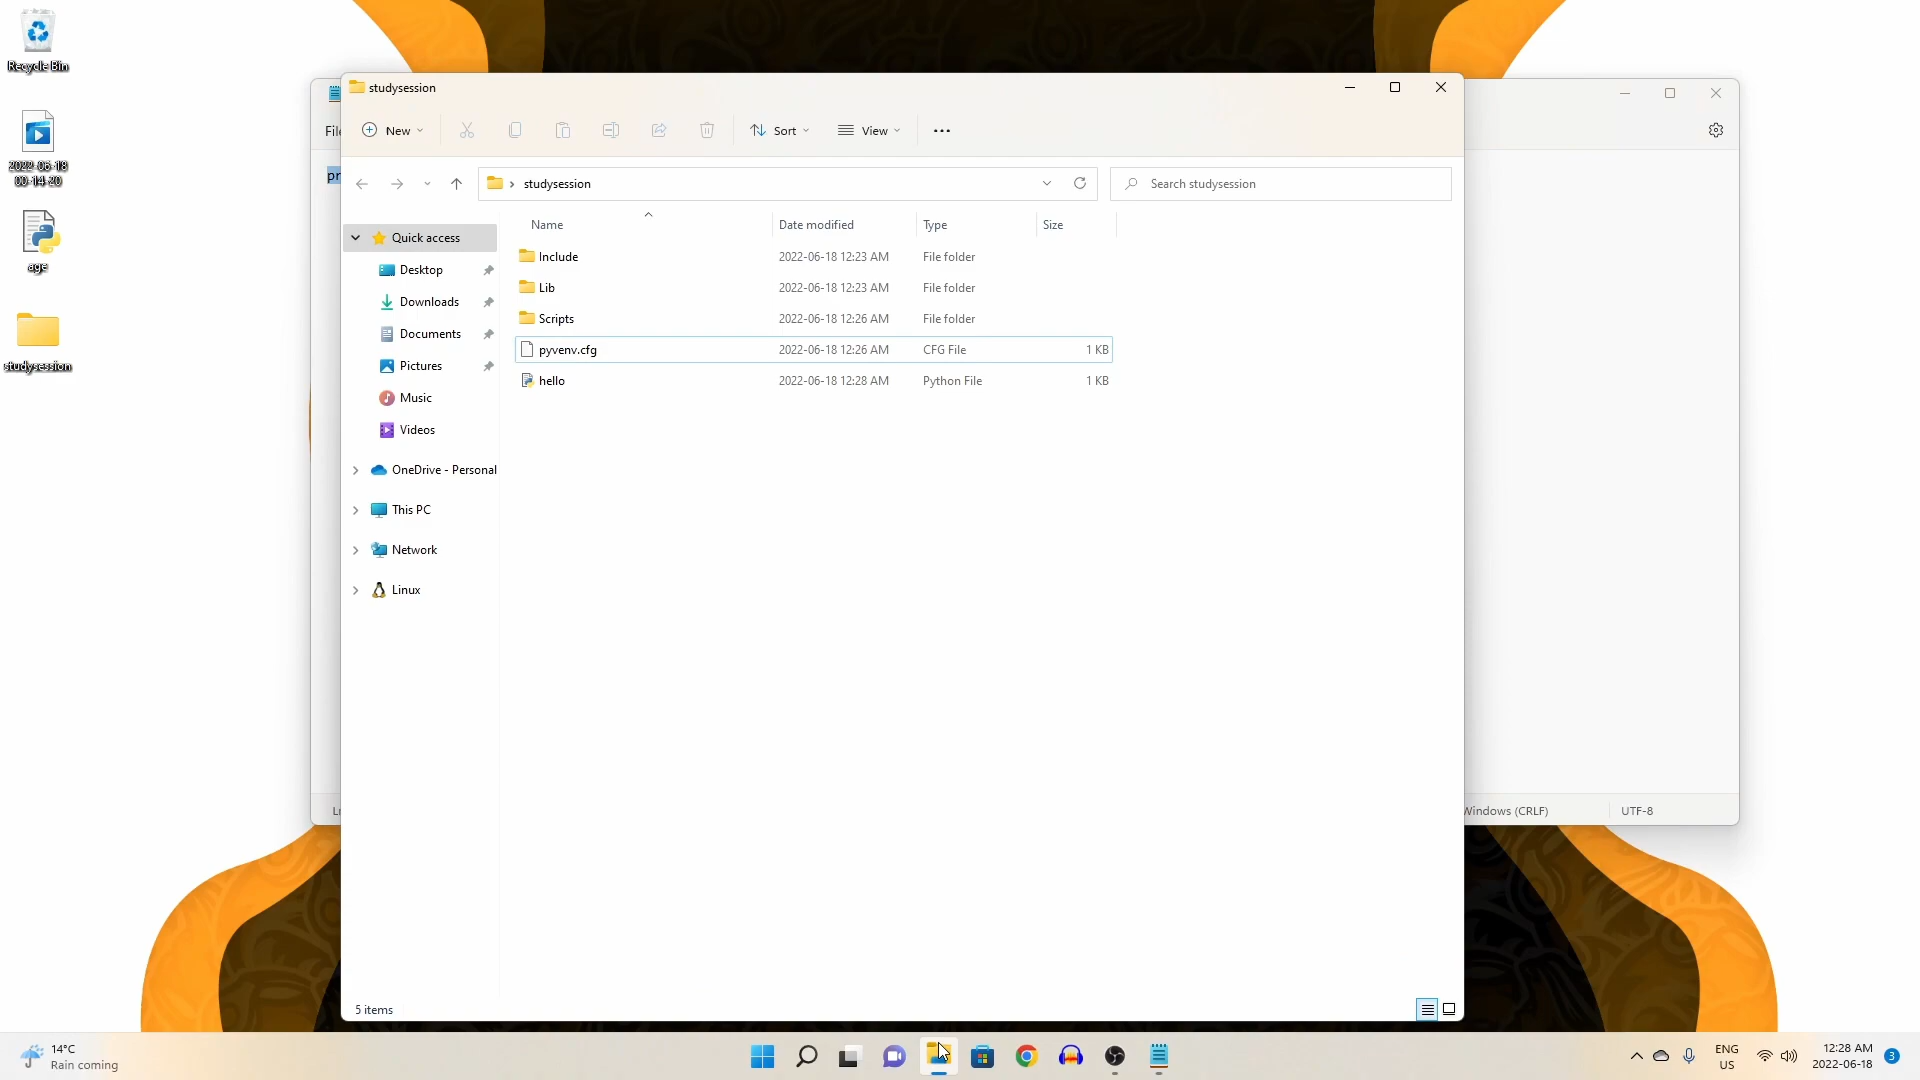 Recycle Bin
2022-06-18
00-14-20
age
studysession
studysession
New
Sort
View
studysession
Search studysession
Name
Date modified
Type
Size
Include
2022-06-18 12:23 AM
File folder
Lib
2022-06-18 12:23 AM
File folder
Scripts
2022-06-18 12:26 AM
File folder
pyvenv.cfg
2022-06-18 12:26 AM
CFG File
1 KB
hello
2022-06-18 12:28 AM
Python File
1 KB
Quick access
Desktop
Downloads
Documents
Pictures
Music
Videos
OneDrive - Personal
This PC
Network
Linux
5 items
Windows (CRLF)
UTF-8
14°C
Rain coming
ENG
US
12:28 AM
2022-06-18
3